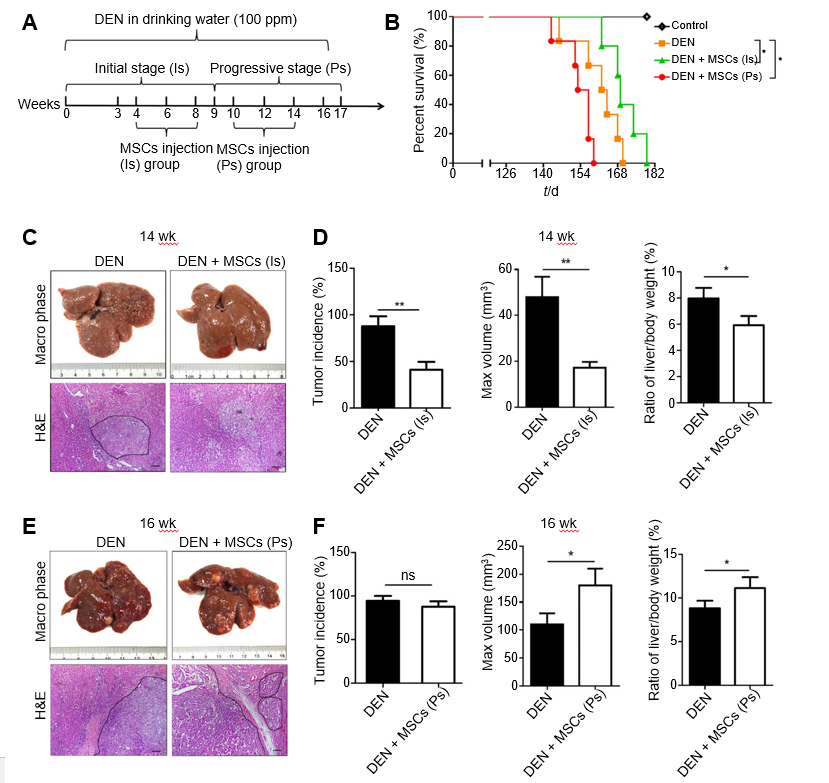 A
DEN in drinking water (100 ppm)
Initial stage (Is)
Progressive stage (Ps)
Weeks
0 3 4 6 8 9 10 12 14 16 17
MSCs injection
(Is) group
MSCs injection
(Ps) group
B
Percent survival (%)
100
80
60
40
20
0
0 126 140 154 168 182
t/d
Control
DEN
DEN + MSCs (Is)
DEN + MSCs (Ps)
*
*
C
14 wk
DEN
DEN + MSCs (Is)
Macro phase
H&E
D
14 wk
Tumor incidence (%)
150
100
50
0
**
DEN
DEN + MSCs (Is)
Max volume (mm³)
60
40
20
0
**
DEN
DEN + MSCs (Is)
Ratio of liver/body weight (%)
10
8
6
4
2
0
*
DEN
DEN + MSCs (Is)
E
16 wk
DEN
DEN + MSCs (Ps)
Macro phase
H&E
F
16 wk
Tumor incidence (%)
150
100
50
0
ns
DEN
DEN + MSCs (Ps)
Max volume (mm³)
250
200
150
100
50
0
*
DEN
DEN + MSCs (Ps)
Ratio of liver/body weight (%)
15
10
5
0
*
DEN
DEN + MSCs (Ps)